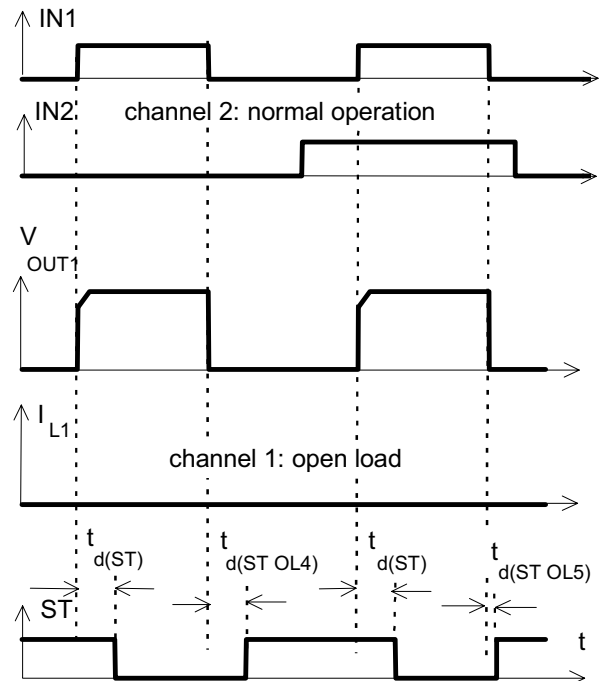 IN1
IN2
channel 2: normal operation
V
OUT1
I
L1
channel 1: open load
t
d(ST)
t
d(ST OL4)
t
d(ST)
t
d(ST OL5)
ST
t